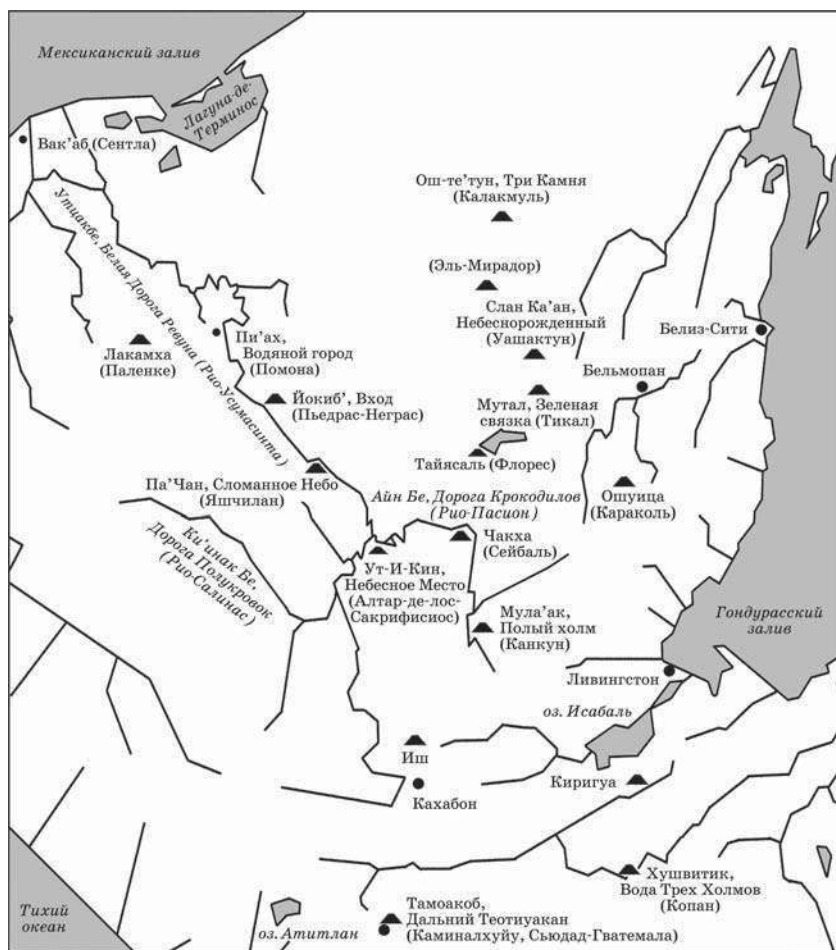 Мексиканский залив
Лагуна-де-
Терминос
Вак'аб (Сентла)
Ош-те'тун, Три Камня
(Калакмуль)
Утцакбе, Белая Дорога Ревуна (Рио-Усумасинта)
(Эль-Мирадор)
Слан Ка'ан,
Небеснорожденный
(Уашактун)
Белиз-Сити
Пи'ах,
Водяной город
(Помона)
Лакамха
(Паленке)
Бельмопан
Йокиб', Вход
(Пьедрас-Неграс)
Мутал, Зеленая
связка (Тикал)
Тайясаль (Флорес)
Па'Чан, Сломанное Небо
(Яшчилан)
Айн Бе, Дорога Крокодилов
(Рио-Пасион)
Ошуица
(Караколь)
Ки'инак Бе,
Дорога Полукровок
(Рио-Салинас)
Чакха
(Сейбаль)
Ут-И-Кин,
Небесное Место
(Алтар-де-лос-
Сакрифисиос)
Мула'ак,
Полый холм
(Канкун)
Гондурасский
залив
Ливингстон
оз. Исабаль
Иш
Кахабон
Киригуа
Хушвитик,
Вода Трех Холмов
(Копан)
Тихий
океан
оз. Атитлан
Тамоакоб,
Дальний Теотиуакан
(Каминалхуйу, Сьюдад-Гватемала)